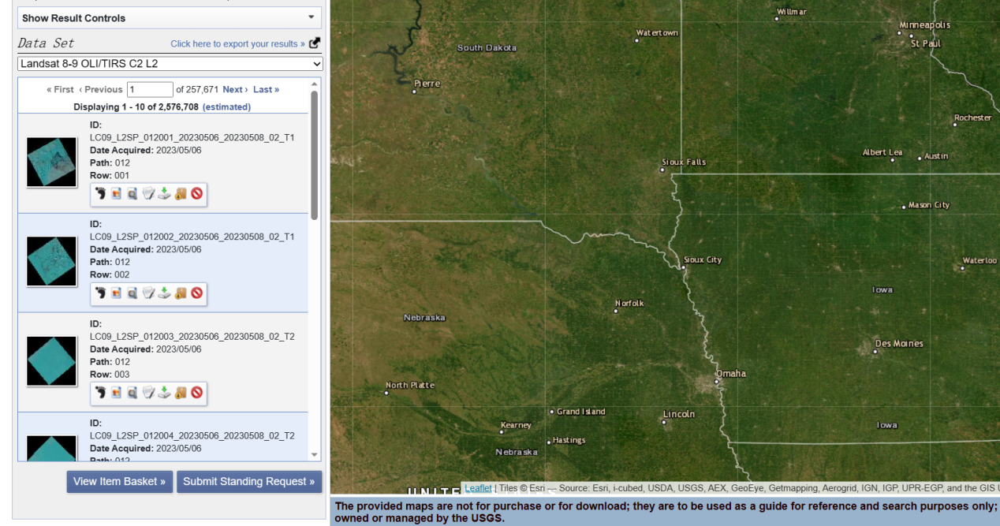 Show Result Controls
Data Set
Click here to export your results »
Landsat 8-9 OLI/TIRS C2 L2
« First ‹ Previous 1 of 257,671 Next › Last »
Displaying 1 - 10 of 2,576,708 (estimated)
ID:
LC09_L2SP_012001_20230506_20230508_02_T1
Date Acquired: 2023/05/06
Path: 012
Row: 001
ID:
LC09_L2SP_012002_20230506_20230508_02_T1
Date Acquired: 2023/05/06
Path: 012
Row: 002
ID:
LC09_L2SP_012003_20230506_20230508_02_T2
Date Acquired: 2023/05/06
Path: 012
Row: 003
ID:
LC09_L2SP_012004_20230506_20230508_02_T2
Date Acquired: 2023/05/06
Path: 012
View Item Basket »
Submit Standing Request »
Willmar
Minneapolis
St Paul
Watertown
South Dakota
Pierre
Rochester
Albert Lea
Austin
Sioux Falls
Mason City
Sioux City
Waterloo
Iowa
Norfolk
Nebraska
Des Moines
Omaha
North Platte
Grand Island
Lincoln
Kearney
Iowa
Hastings
Nebraska
Leaflet | Tiles © Esri — Source: Esri, i-cubed, USDA, USGS, AEX, GeoEye, Getmapping, Aerogrid, IGN, IGP, UPR-EGP, and the GIS
The provided maps are not for purchase or for download; they are to be used as a guide for reference and search purposes only;
owned or managed by the USGS.